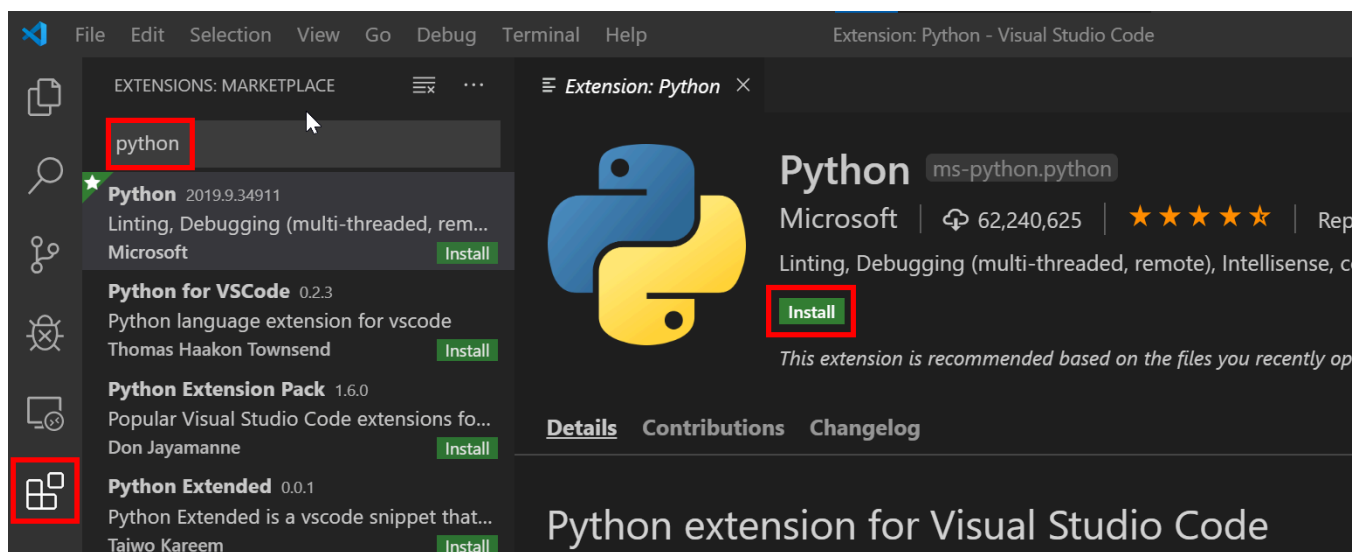 File Edit Selection View Go Debug Terminal Help Extension: Python - Visual Studio Code
EXTENSIONS: MARKETPLACE
python
Python 2019.9.34911
Linting, Debugging (multi-threaded, rem...
Microsoft Install
Python for VSCode 0.2.3
Python language extension for vscode
Thomas Haakon Townsend Install
Python Extension Pack 1.6.0
Popular Visual Studio Code extensions fo...
Don Jayamanne Install
Python Extended 0.0.1
Python Extended is a vscode snippet that...
Taiwo Kareem Install
Extension: Python
Python ms-python.python
Microsoft 62,240,625 Rep
Linting, Debugging (multi-threaded, remote), Intellisense, c
Install
This extension is recommended based on the files you recently op
Details Contributions Changelog
Python extension for Visual Studio Code